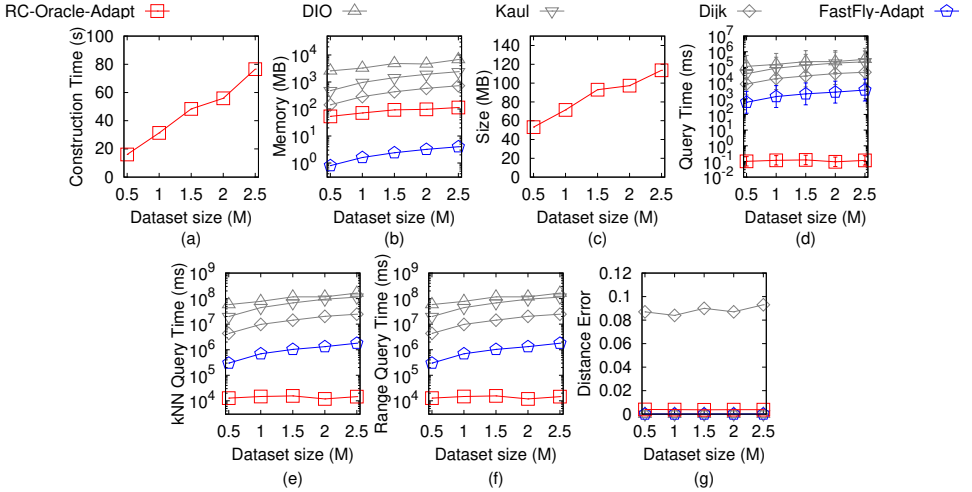 RC-Oracle-Adapt DIO Kaul Dijk FastFly-Adapt
Construction Time (s)
100
80
60
40
20
0
0.5 1 1.5 2 2.5
Dataset size (M)
(a)
Memory (MB)
10^4
10^3
10^2
10^1
10^0
0.5 1 1.5 2 2.5
Dataset size (M)
(b)
Size (MB)
140
120
100
80
60
40
20
0
0.5 1 1.5 2 2.5
Dataset size (M)
(c)
Query Time (ms)
10^6
10^5
10^4
10^3
10^2
10^1
10^0
10^-1
10^-2
0.5 1 1.5 2 2.5
Dataset size (M)
(d)
kNN Query Time (ms)
10^9
10^8
10^7
10^6
10^5
10^4
0.5 1 1.5 2 2.5
Dataset size (M)
(e)
Range Query Time (ms)
10^9
10^8
10^7
10^6
10^5
10^4
0.5 1 1.5 2 2.5
Dataset size (M)
(f)
Distance Error
0.12
0.1
0.08
0.06
0.04
0.02
0
0.5 1 1.5 2 2.5
Dataset size (M)
(g)